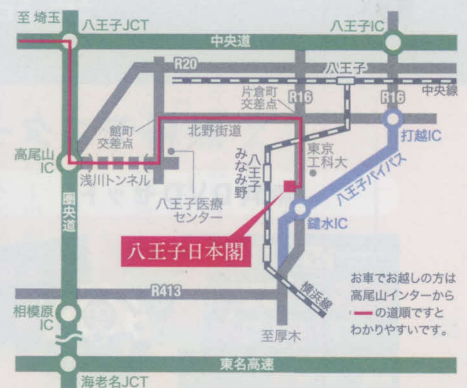 至 埼玉
八王子JCT
中央道
八王子IC
R20
八王子
中央線
片倉町
交差点
R16
R16
館町
交差点
北野街道
打越IC
高尾山
IC
浅川トンネル
東京
工科大
八王子
みなみ野
八王子バイパス
八王子医療
センター
圏央道
鑓水IC
八王子日本閣
横浜線
お車でお越しの方は
高尾山インターから
の道順ですと
わかりやすいです。
R413
相模原
IC
至厚木
東名高速
海老名JCT